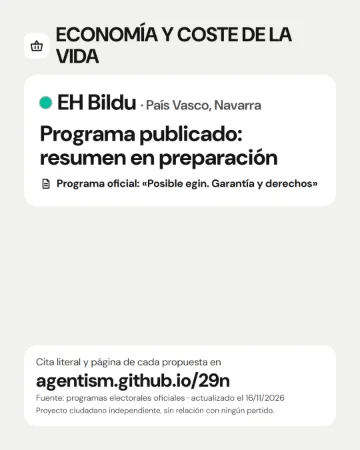 ECONOMÍA Y COSTE DE LA
VIDA
EH Bildu · País Vasco, Navarra
Programa publicado:
resumen en preparación
Programa oficial: «Posible egin. Garantía y derechos»
Cita literal y página de cada propuesta en
agentism.github.io/29n
Fuente: programas electorales oficiales · actualizado el 16/11/2026
Proyecto ciudadano independiente, sin relación con ningún partido.